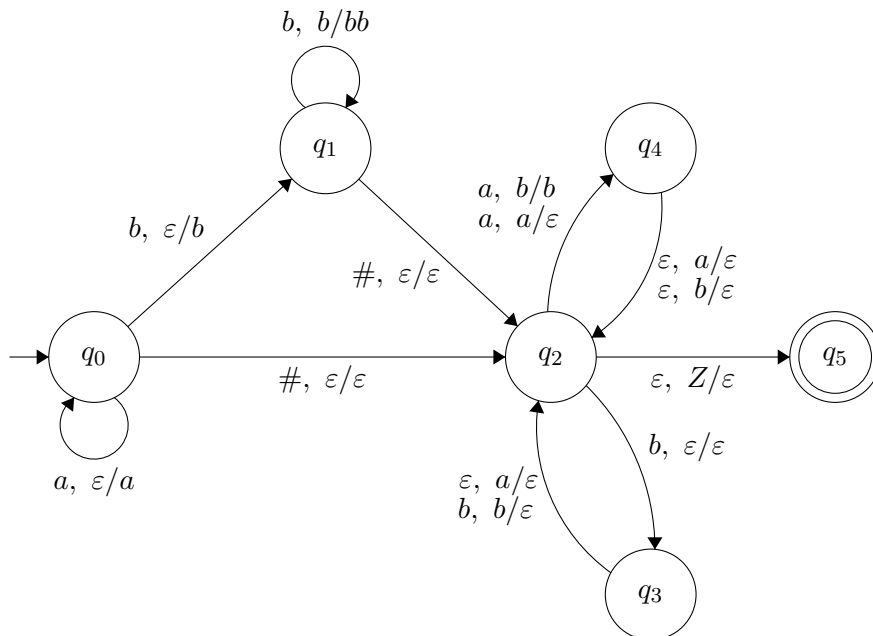 b, b/bb
q1
q4
a, b/b
a, a/ε
b, ε/b
#, ε/ε
ε, a/ε
ε, b/ε
q0
q2
q5
#, ε/ε
ε, Z/ε
b, ε/ε
a, ε/a
ε, a/ε
b, b/ε
q3